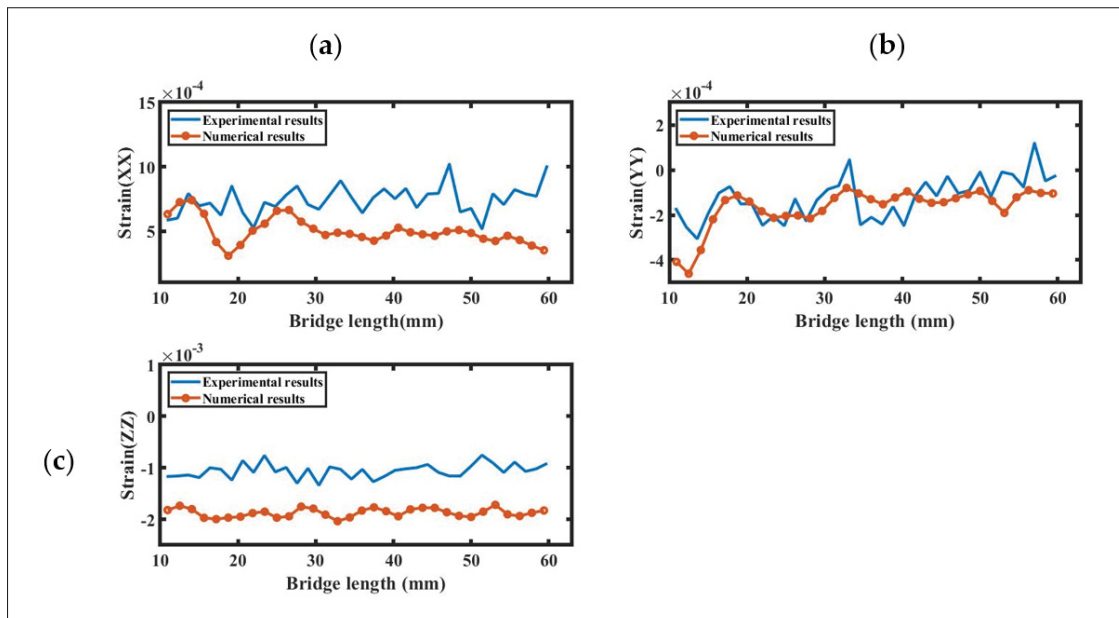 (a)
(b)
×10-4
15
10
5
Experimental results
Numerical results
Strain(XX)
10 20 30 40 50 60
Bridge length(mm)
×10-4
2
0
-2
-4
Experimental results
Numerical results
Strain(YY)
10 20 30 40 50 60
Bridge length (mm)
(c)
×10-3
1
0
-1
-2
Experimental results
Numerical results
Strain(ZZ)
10 20 30 40 50 60
Bridge length (mm)